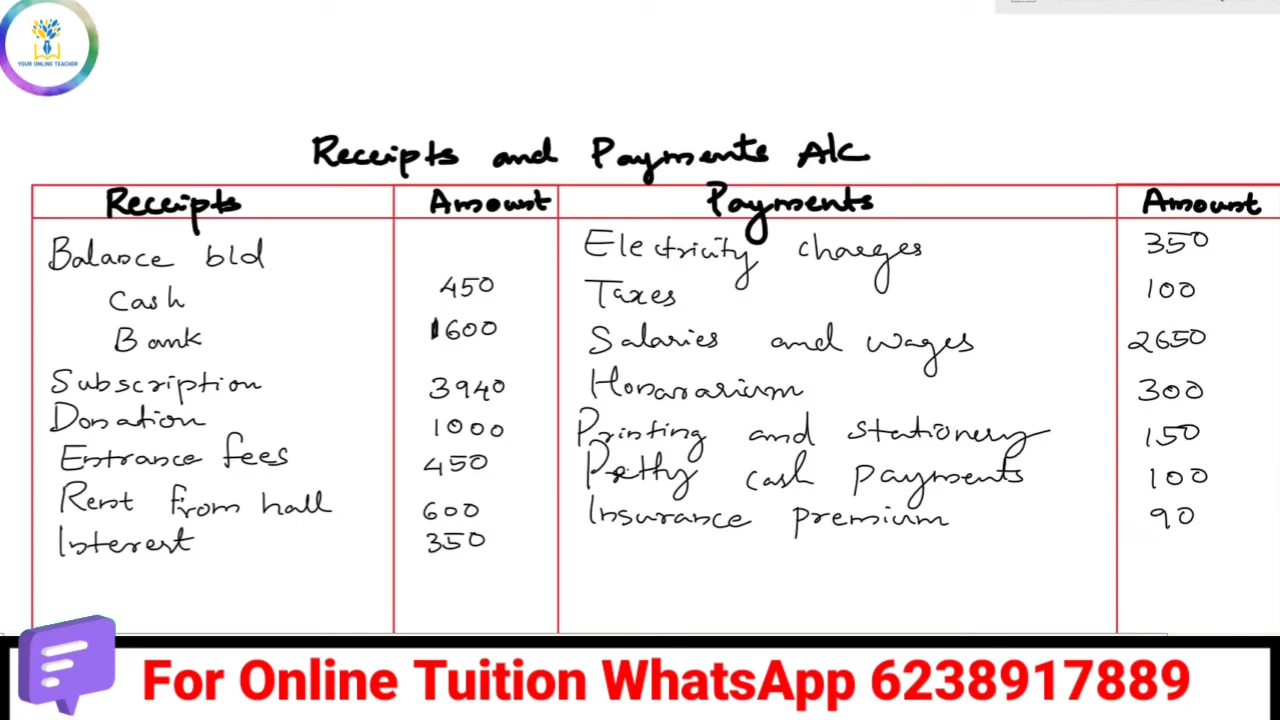 YOUR ONLINE TEACHER
Receipts and Payments A/C
Receipts Amount Payments Amount
Balance b/d Electricity charges 350
Cash 450 Taxes 100
Bank 1600 Salaries and wages 2650
Subscription 3940 Honararium 300
Donation 1000 Printing and stationery 150
Entrance fees 450 Petty cash payments 100
Rent from hall 600 Insurance premium 90
Interest 350
For Online Tuition WhatsApp 6238917889